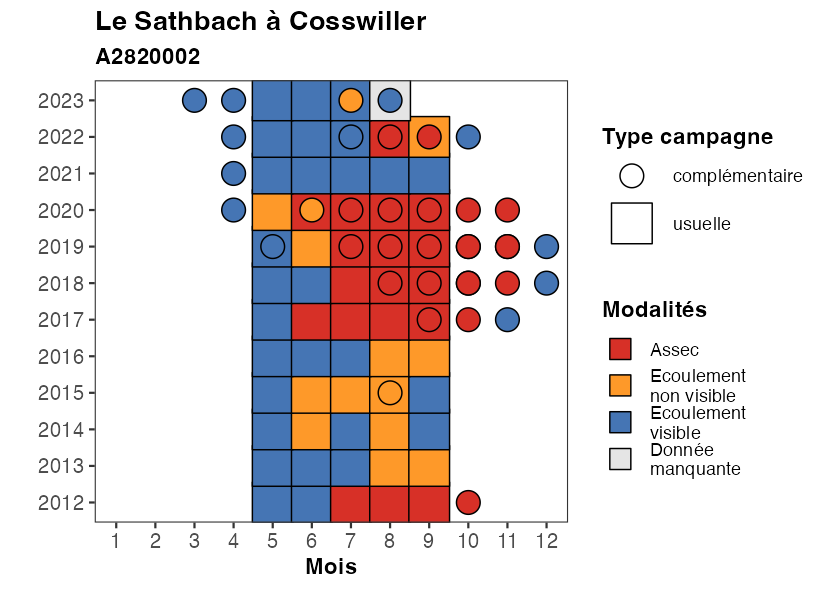 Le Sathbach à Cosswiller
A2820002
2023
2022
2021
2020
2019
2018
2017
2016
2015
2014
2013
2012
1 2 3 4 5 6 7 8 9 10 11 12
Mois
Type campagne
complémentaire
usuelle
Modalités
Assec
Ecoulement
non visible
Ecoulement
visible
Donnée
manquante